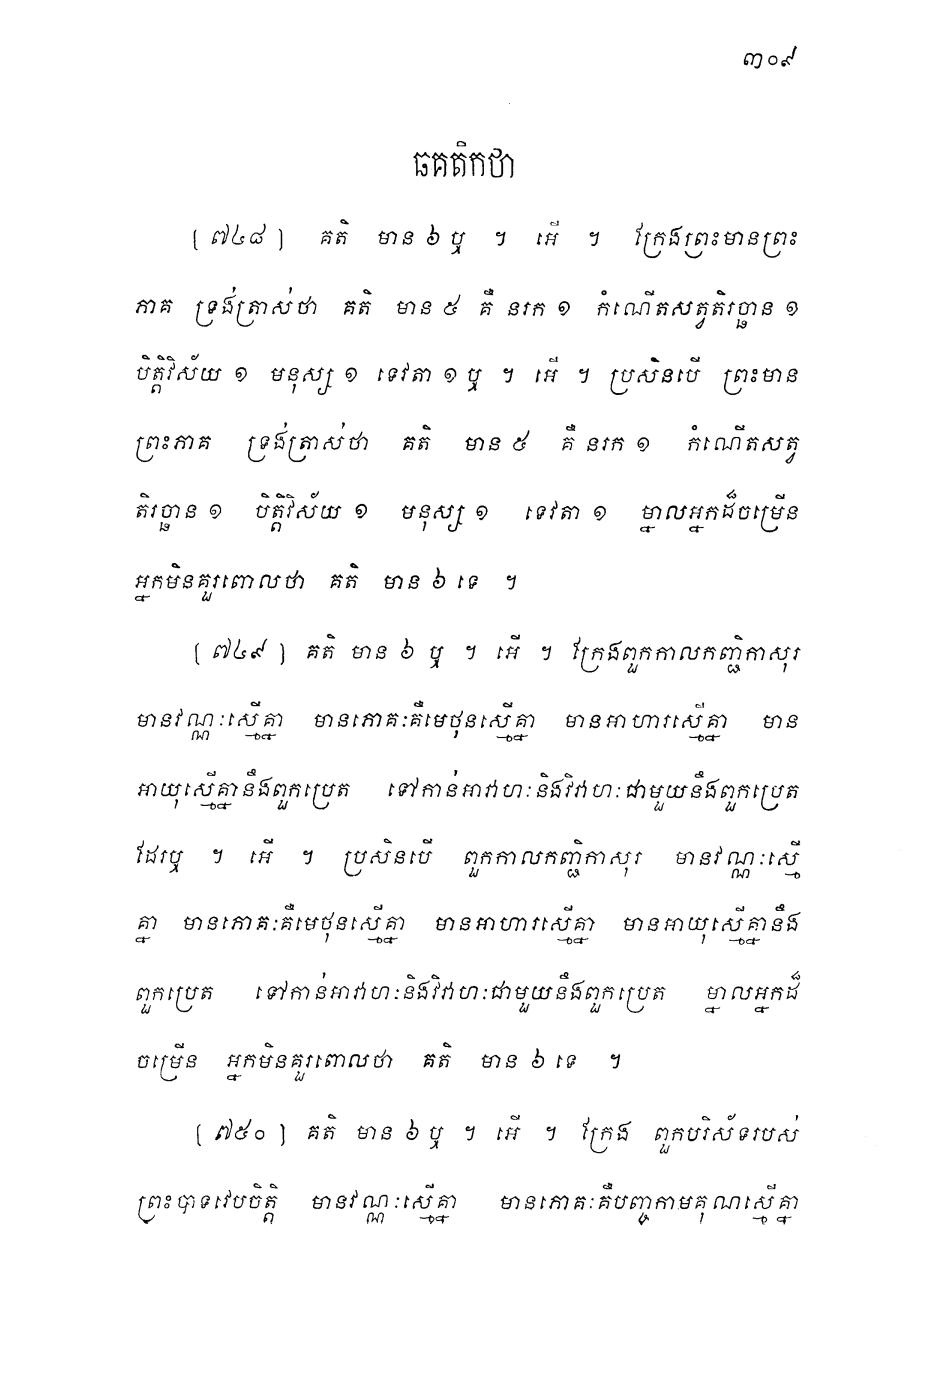 ៣០៩
ឆគតិកថា
[ ៧៤៨ ] គតិ មាន ៦ ឬ ។ អើ ។ ក្រែងព្រះមានព្រះ
ភាគ ទ្រង់ត្រាស់ថា គតិ មាន ៥ គឺ នរក ១ កំណើតសត្វតិរច្ឆាន ១
បិត្តិវិស័យ ១ មនុស្ស ១ ទេវតា ១ ឬ ។ អើ ។ ប្រសិនបើ ព្រះមាន
ព្រះភាគ ទ្រង់ត្រាស់ថា គតិ មាន ៥ គឺ នរក ១ កំណើតសត្វ
តិរច្ឆាន ១ បិត្តិវិស័យ ១ មនុស្ស ១ ទេវតា ១ ម្នាលអ្នកដ៏ចម្រើន
អ្នកមិនគួរពោលថា គតិ មាន ៦ ទេ ។
[ ៧៤៩ ] គតិ មាន ៦ ឬ ។ អើ ។ ក្រែងពួកកាលកញ្ជិកាសុរ
មានវណ្ណៈស្មើគ្នា មានភោគៈគឺមេថុនស្មើគ្នា មានអាហារស្មើគ្នា មាន
អាយុស្មើគ្នានឹងពួកប្រេត ទៅកាន់អាវាហៈនិងវិវាហៈជាមួយនឹងពួកប្រេត
ដែរឬ ។ អើ ។ ប្រសិនបើ ពួកកាលកញ្ជិកាសុរ មានវណ្ណៈស្មើ
គ្នា មានភោគៈគឺមេថុនស្មើគ្នា មានអាហារស្មើគ្នា មានអាយុស្មើគ្នានឹង
ពួកប្រេត ទៅកាន់អាវាហៈនិងវិវាហៈជាមួយនឹងពួកប្រេត ម្នាលអ្នកដ៏
ចម្រើន អ្នកមិនគួរពោលថា គតិ មាន ៦ ទេ ។
[ ៧៥០ ] គតិ មាន ៦ ឬ ។ អើ ។ ក្រែង ពួកបរិស័ទរបស់
ព្រះបាទវេបចិត្តិ មានវណ្ណៈស្មើគ្នា មានភោគៈគឺបញ្ចកាមគុណស្មើគ្នា